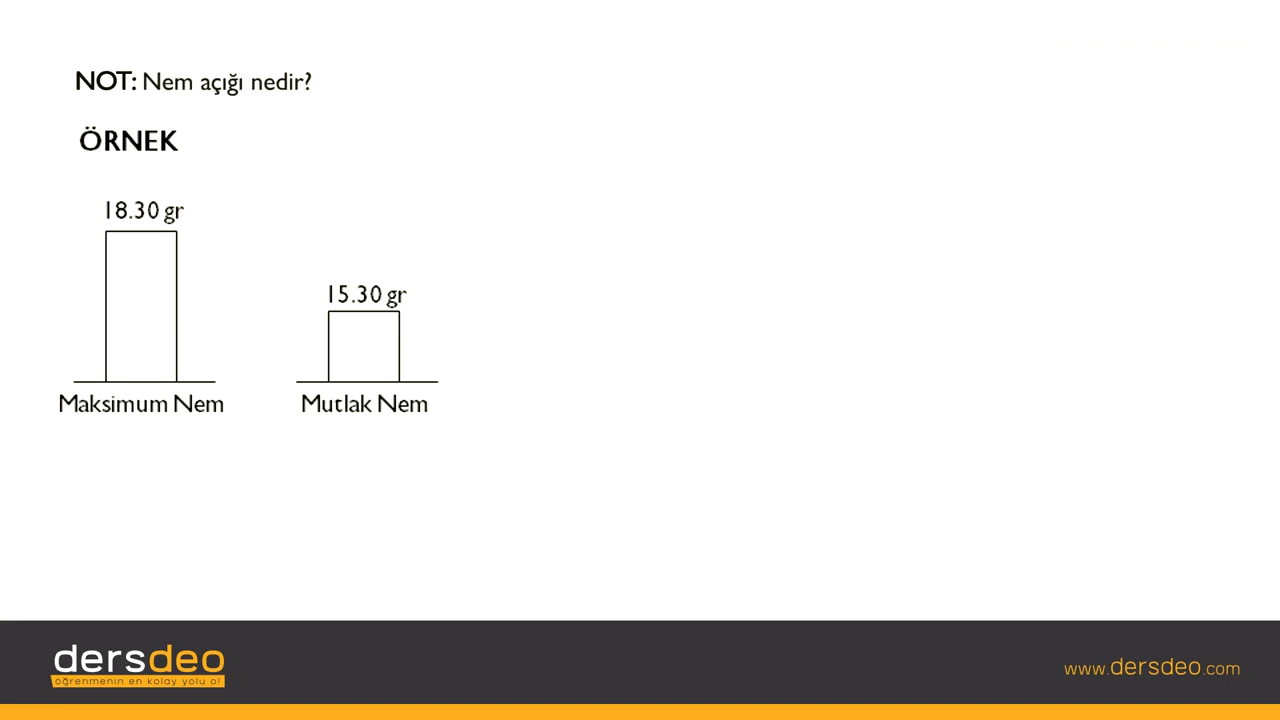 NOT: Nem açığı nedir?
ÖRNEK
18.30 gr
15.30 gr
Maksimum Nem
Mutlak Nem
dersdeo
öğrenmenin en kolay yolu o!
www.dersdeo.com